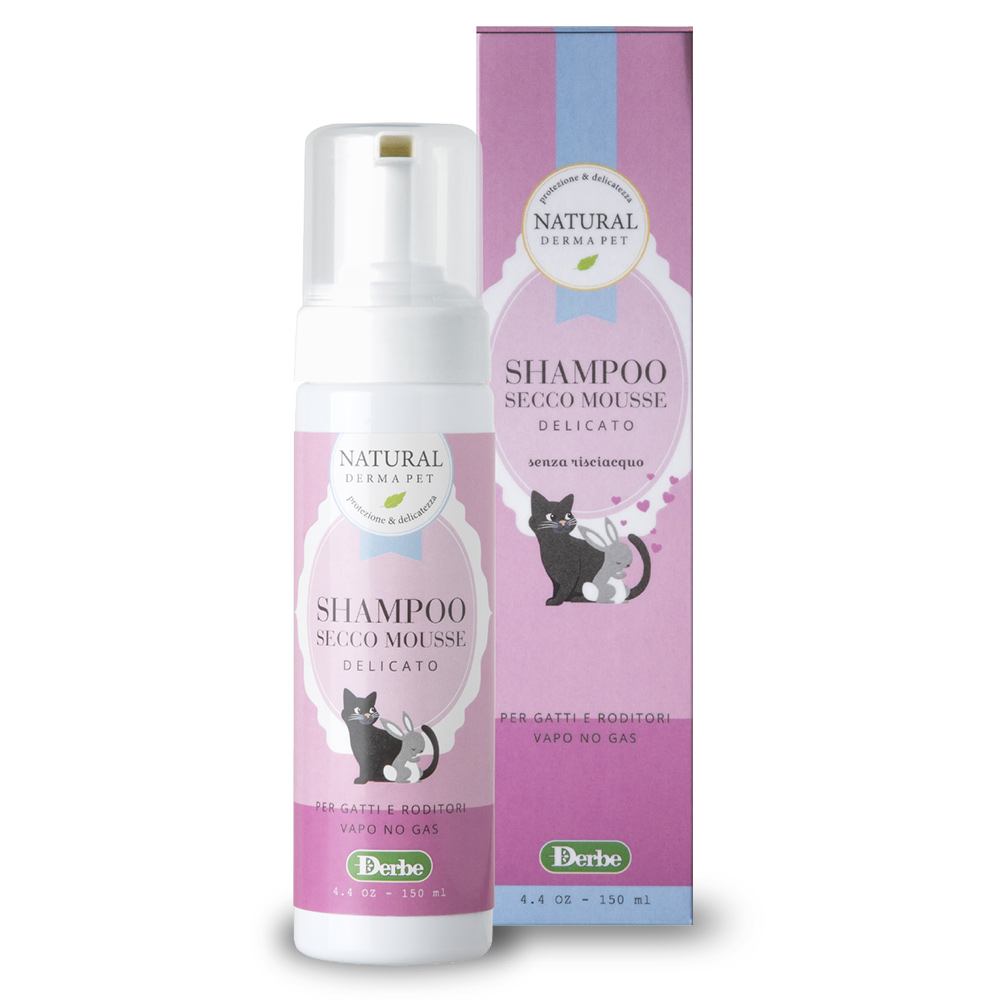 protezione & delicatezza
NATURAL
DERMA PET
SHAMPOO
SECCO MOUSSE
DELICATO
senza risciacquo
PER GATTI E RODITORI
VAPO NO GAS
Derbe
4.4 OZ - 150 ml
NATURAL
DERMA PET
protezione & delicatezza
SHAMPOO
SECCO MOUSSE
DELICATO
PER GATTI E RODITORI
VAPO NO GAS
Derbe
4.4 OZ - 150 ml